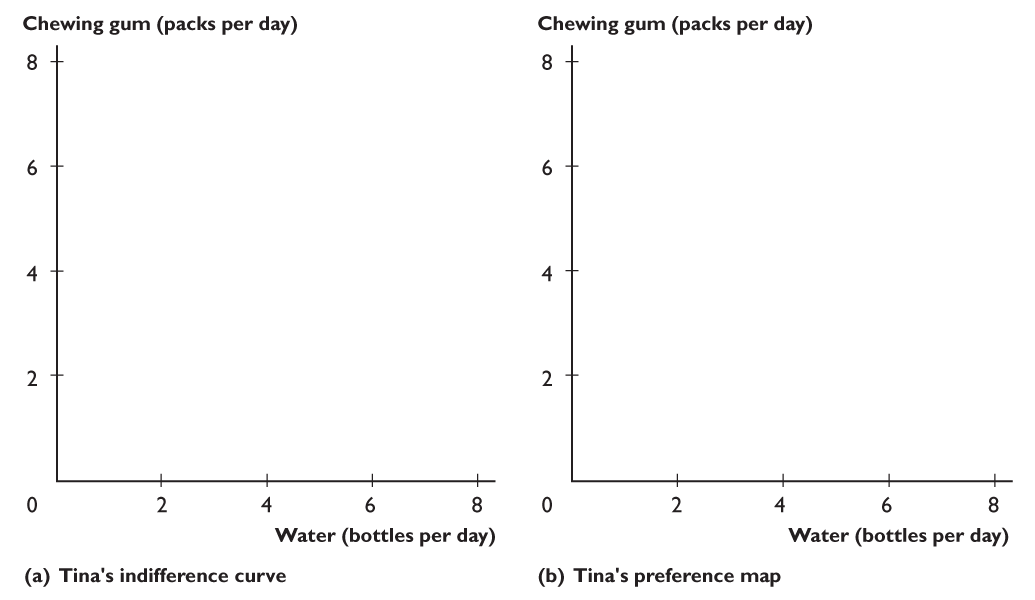 Chewing gum (packs per day)
8
6
4
2
0
2 4 6 8
Water (bottles per day)
(a) Tina's indifference curve
Chewing gum (packs per day)
8
6
4
2
0
2 4 6 8
Water (bottles per day)
(b) Tina's preference map